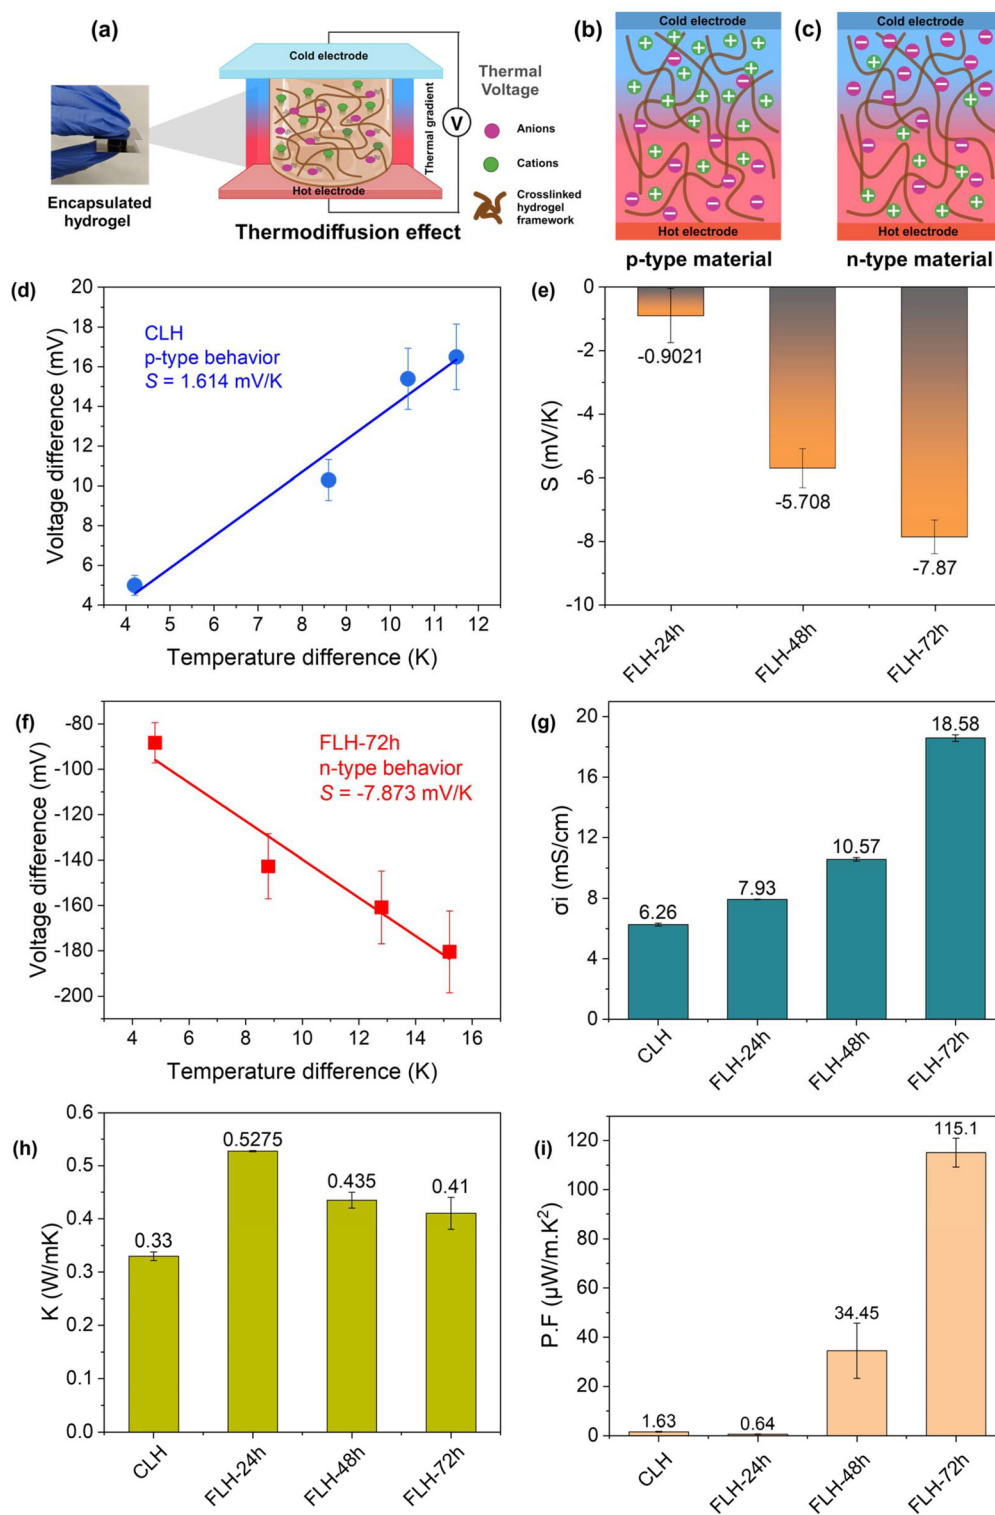 (a)
Cold electrode
Thermal gradient
Hot electrode
V
Encapsulated
hydrogel
Thermodiffusion effect
Thermal
Voltage
Anions
Cations
Crosslinked
hydrogel
framework
(b)
Cold electrode
Hot electrode
p-type material
(c)
Cold electrode
Hot electrode
n-type material
(d)
Voltage difference (mV)
20
18
16
14
12
10
8
6
4
CLH
p-type behavior
S = 1.614 mV/K
4 5 6 7 8 9 10 11 12
Temperature difference (K)
(e)
S (mV/K)
0
-2
-4
-6
-8
-10
-0.9021
-5.708
-7.87
FLH-24h
FLH-48h
FLH-72h
(f)
Voltage difference (mV)
-80
-100
-120
-140
-160
-180
-200
FLH-72h
n-type behavior
S = -7.873 mV/K
4 6 8 10 12 14 16
Temperature difference (K)
(g)
σi (mS/cm)
20
16
12
8
4
0
6.26
7.93
10.57
18.58
CLH
FLH-24h
FLH-48h
FLH-72h
(h)
K (W/mK)
0.6
0.5
0.4
0.3
0.2
0.1
0.0
0.33
0.5275
0.435
0.41
CLH
FLH-24h
FLH-48h
FLH-72h
(i)
P.F (μW/m.K²)
120
100
80
60
40
20
0
1.63
0.64
34.45
115.1
CLH
FLH-24h
FLH-48h
FLH-72h